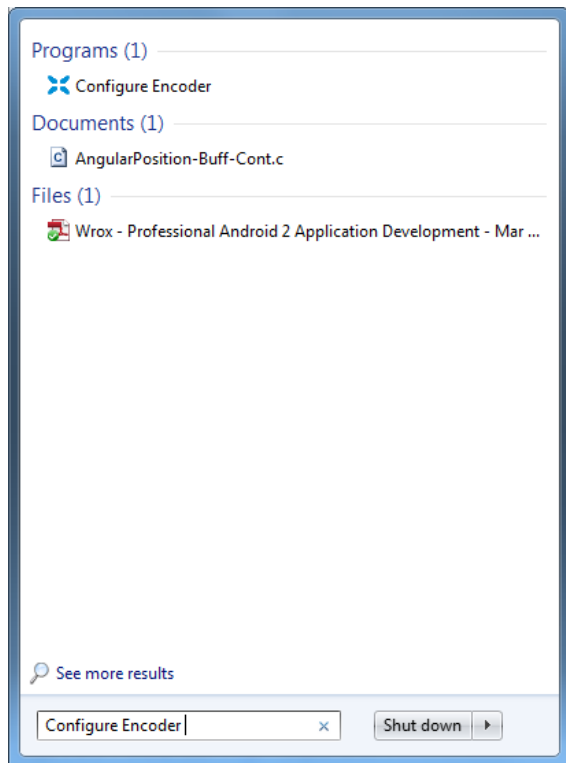 Programs (1)
Configure Encoder
Documents (1)
AngularPosition-Buff-Cont.c
Files (1)
Wrox - Professional Android 2 Application Development - Mar ...
See more results
Configure Encoder
Shut down